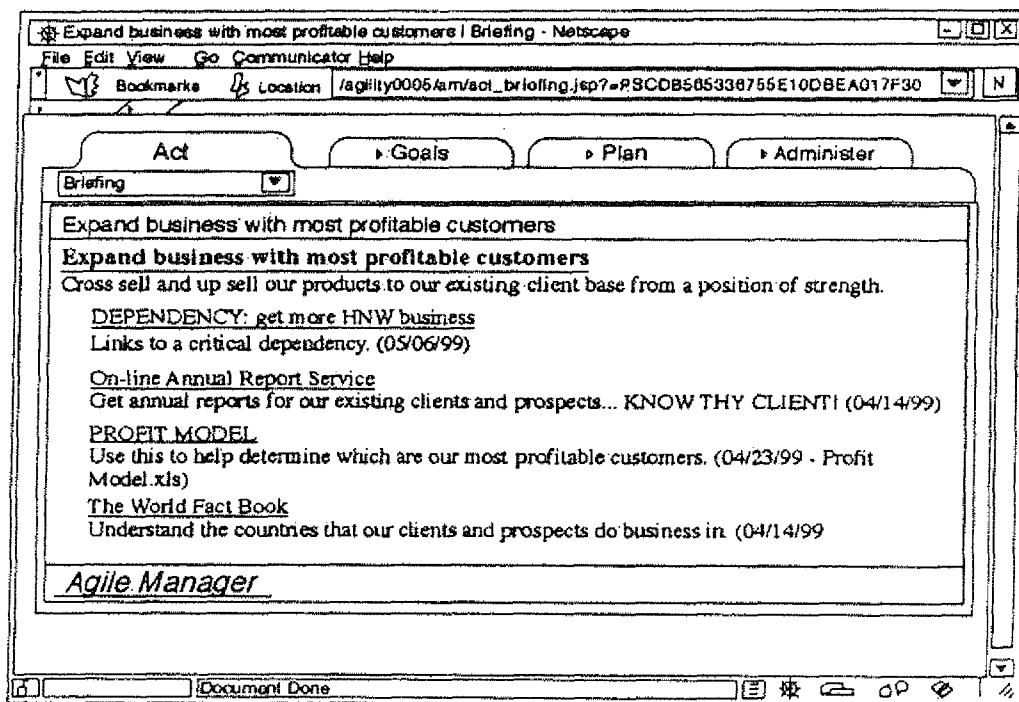 Expand business with most profitable customers | Briefing - Netscape
File Edit View Go Communicator Help
Bookmarks Location /agility0005/am/act_briefing.jsp?=PSCDB565336755E10DBEA017F30 N
Act Goals Plan Administer
Briefing
Expand business with most profitable customers
Expand business with most profitable customers
Cross sell and up sell our products to our existing client base from a position of strength.
DEPENDENCY: get more HNW business
Links to a critical dependency. (05/06/99)
On-line Annual Report Service
Get annual reports for our existing clients and prospects... KNOW THY CLIENT! (04/14/99)
PROFIT MODEL
Use this to help determine which are our most profitable customers. (04/23/99 - Profit
Model.xls)
The World Fact Book
Understand the countries that our clients and prospects do business in. (04/14/99
Agile Manager
Document Done